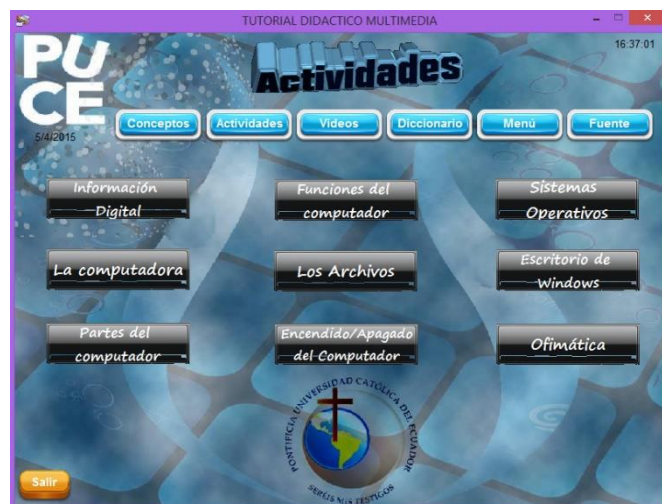 TUTORIAL DIDACTICO MULTIMEDIA
PU
CE
Actividades
16:37:01
5/4/2015
Conceptos Actividades Videos Diccionario Menú Fuente
Información
Digital
Funciones del
computador
Sistemas
Operativos
La computadora
Los Archivos
Escritorio de
Windows
Partes del
computador
Encendido/Apagado
del Computador
Ofimática
PONTIFICIA UNIVERSIDAD CATÓLICA DEL ECUADOR
SERÉIS MIS TESTIGOS
Salir